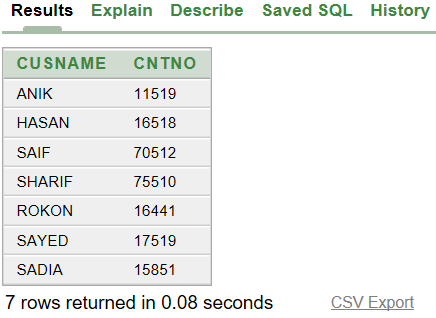 Results Explain Describe Saved SQL History
CUSNAME CNTNO
ANIK 11519
HASAN 16518
SAIF 70512
SHARIF 75510
ROKON 16441
SAYED 17519
SADIA 15851
7 rows returned in 0.08 seconds CSV Export